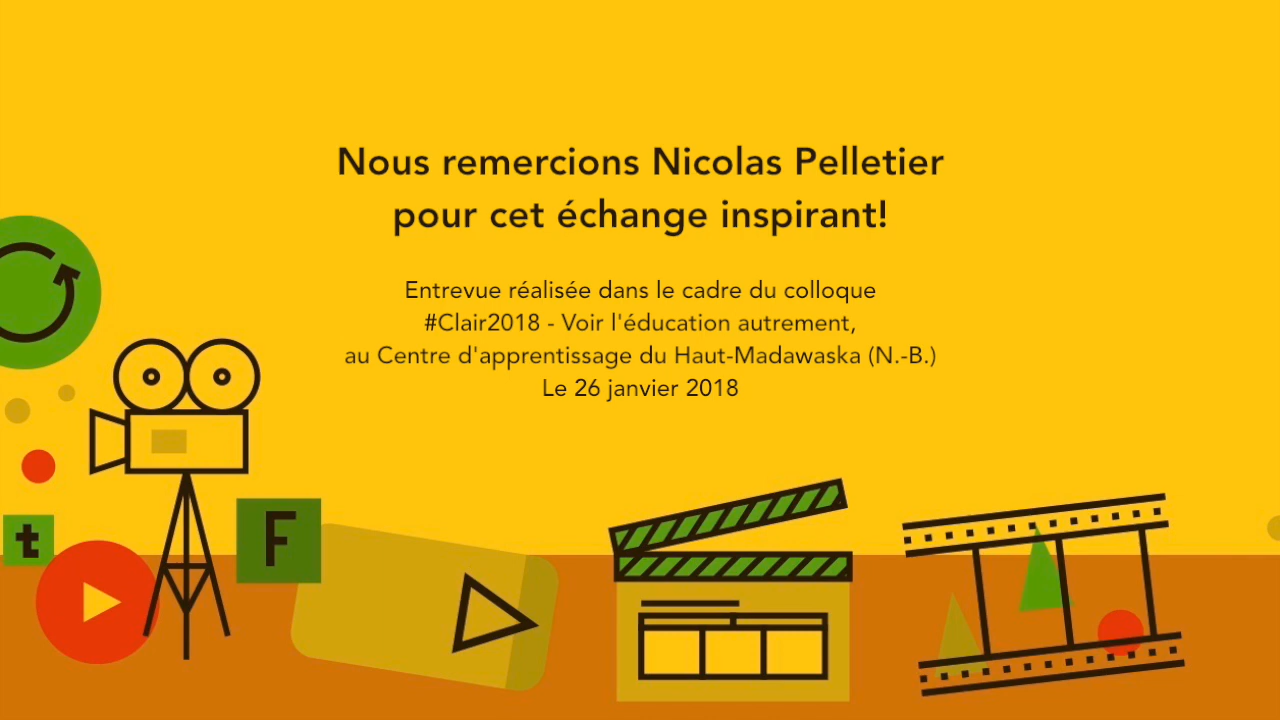 Nous remercions Nicolas Pelletier
pour cet échange inspirant!
Entrevue réalisée dans le cadre du colloque
#Clair2018 - Voir l'éducation autrement,
au Centre d'apprentissage du Haut-Madawaska (N.-B.)
Le 26 janvier 2018
F
t